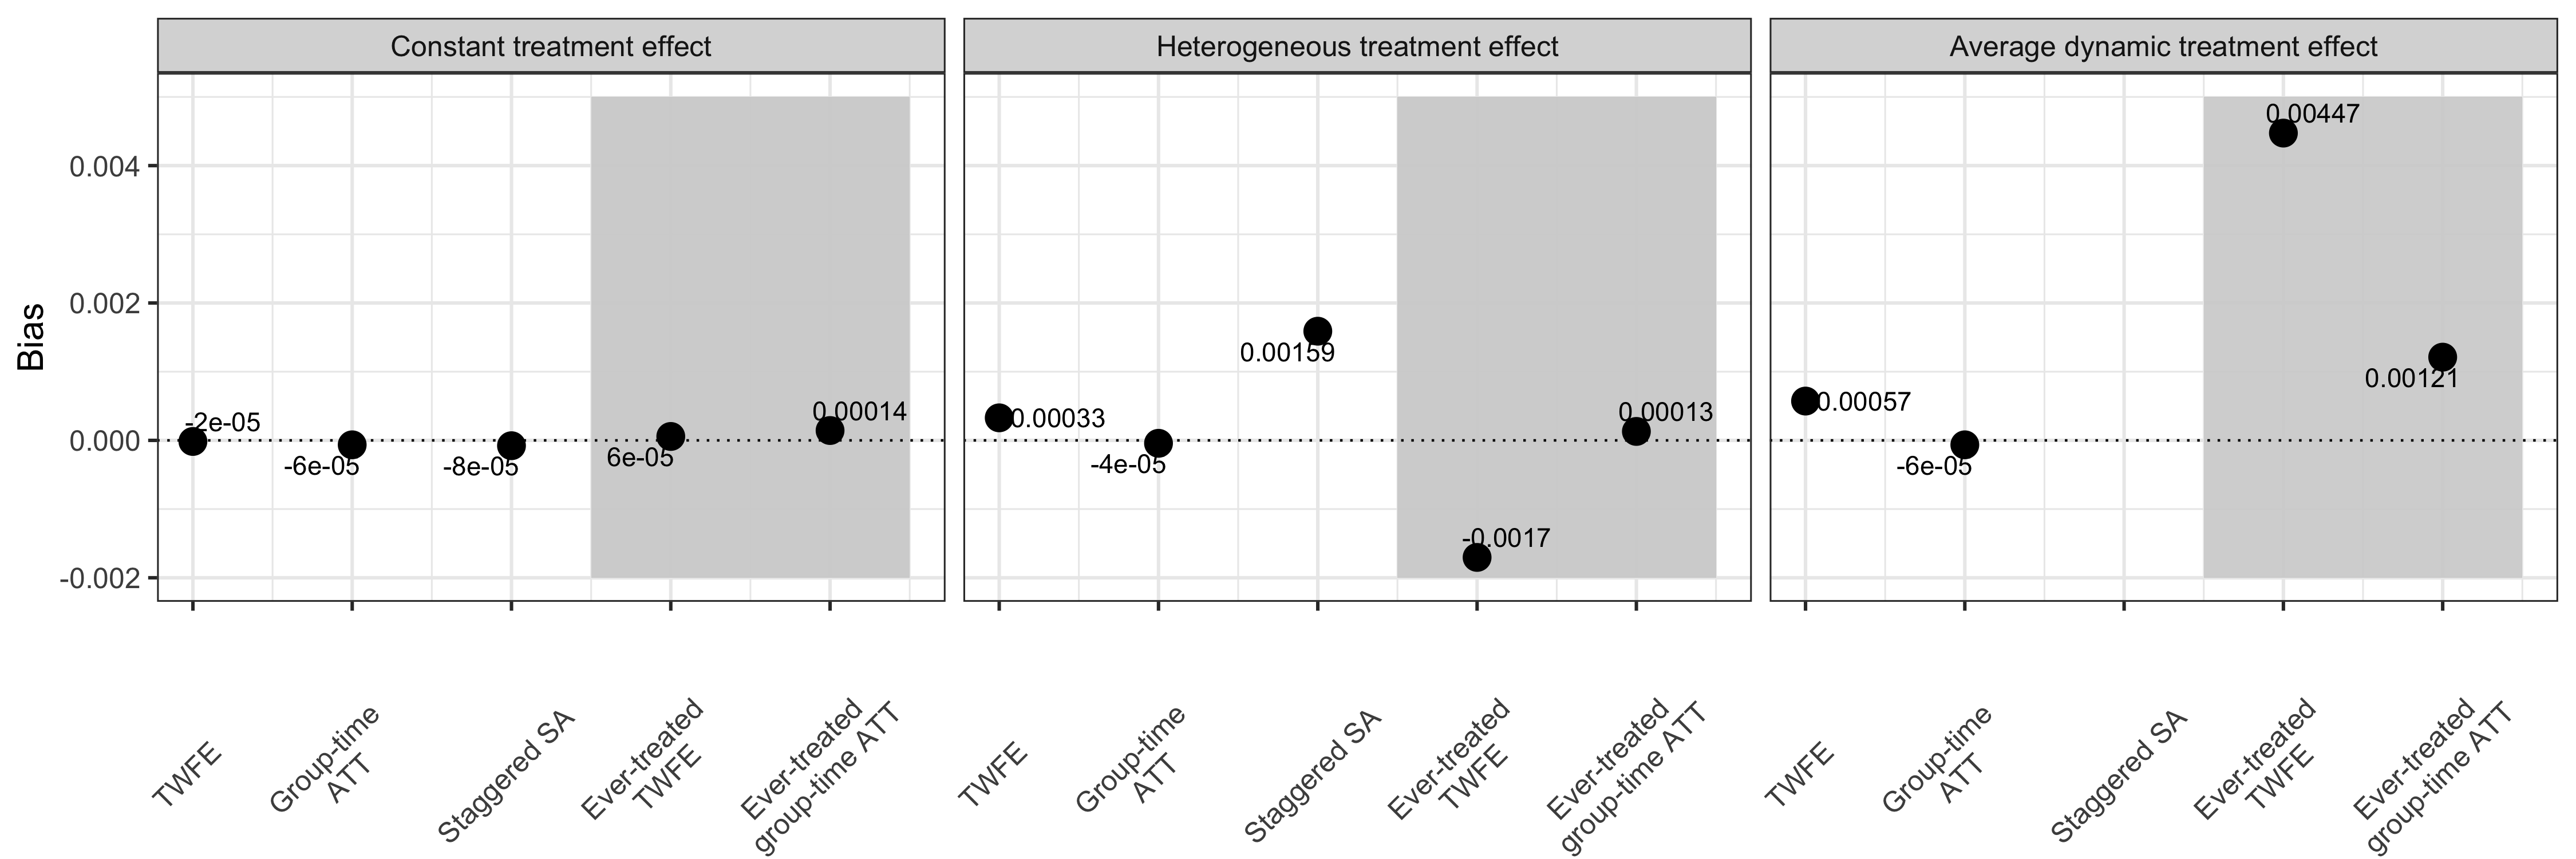 Constant treatment effect
Heterogeneous treatment effect
Average dynamic treatment effect
Bias
0.004
0.002
0.000
-0.002
-2e-05
-6e-05
-8e-05
6e-05
0.00014
0.00033
-4e-05
0.00159
-0.0017
0.00013
0.00057
-6e-05
0.00447
0.00121
TWFE
Group-time
ATT
Staggered SA
Ever-treated
TWFE
Ever-treated
group-time ATT
TWFE
Group-time
ATT
Staggered SA
Ever-treated
TWFE
Ever-treated
group-time ATT
TWFE
Group-time
ATT
Staggered SA
Ever-treated
TWFE
Ever-treated
group-time ATT